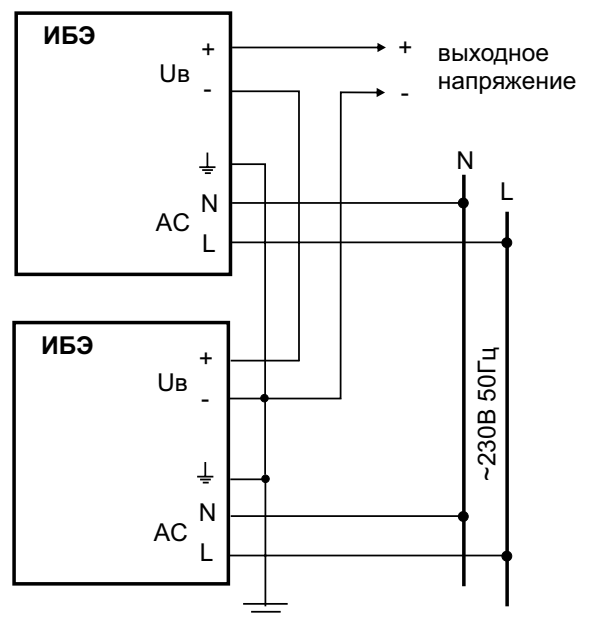 ИБЭ
+
Uв
-
N
AC
L
+
-
выходное
напряжение
N
L
ИБЭ
+
Uв
-
N
AC
L
~230В 50Гц